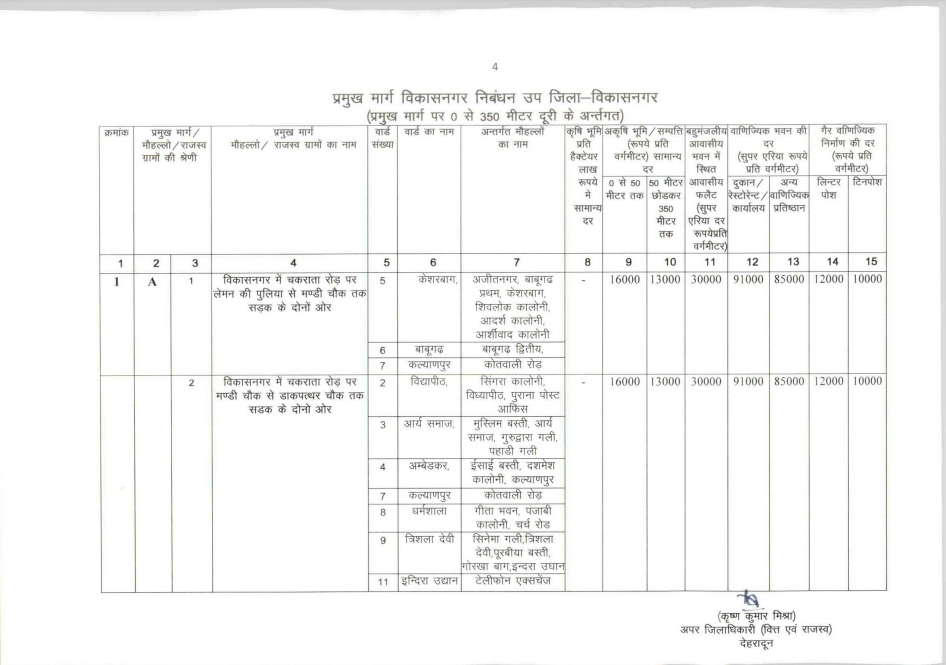 4
प्रमुख मार्ग विकासनगर निबंधन उप जिला–विकासनगर
(प्रमुख मार्ग पर 0 से 350 मीटर दूरी के अर्न्तगत)
क्रमांक | प्रमुख मार्ग / मौहल्लो / राजस्व ग्रामों की श्रेणी | प्रमुख मार्ग मौहल्लो / राजस्व ग्रामों का नाम | वार्ड संख्या | वार्ड का नाम | अन्तर्गत मौहल्लों का नाम | कृषि भूमि प्रति हैक्टेयर लाख रूपये मे सामान्य दर | अकृषि भूमि / सम्पत्ति (रूपये प्रति वर्गमीटर) सामान्य दर | बहुमंजलीय आवासीय भवन में स्थित आवासीय फलैट (सुपर एरिया दर रूपयेप्रति वर्गमीटर) | वाणिज्यिक भवन की दर (सुपर एरिया रूपये प्रति वर्गमीटर) | गैर वाणिज्यिक निर्माण की दर (रूपये प्रति वर्गमीटर)
0 से 50 मीटर तक | 50 मीटर छोडकर 350 मीटर तक | दुकान / रेस्टोरेन्ट / कार्यालय | अन्य वाणिज्यिक प्रतिष्ठान | लिन्टर पोश | टिनपोश
1 2 3 4 5 6 7 8 9 10 11 12 13 14 15
1 A 1 विकासनगर में चकराता रोड़ पर 5 केशरबाग, अजीतनगर, बाबूगढ - 16000 13000 30000 91000 85000 12000 10000
लेमन की पुलिया से मण्डी चौक तक प्रथम, केशरबाग,
सड़क के दोनों ओर शिवलोक कालोनी,
आदर्श कालोनी,
आर्शीवाद कालोनी
6 बाबूगढ़ बाबूगढ़ द्वितीय,
7 कल्याणपुर कोतवाली रोड़
2 विकासनगर में चकराता रोड़ पर 2 विद्यापीठ, सिंगरा कालोनी, - 16000 13000 30000 91000 85000 12000 10000
मण्डी चौक से डाकपत्थर चौक तक विध्यापीठ, पुराना पोस्ट
सडक के दोनो ओर आफिस
3 आर्य समाज, मुस्लिम बस्ती, आर्य
समाज, गुरुद्वारा गली,
पहाडी गली
4 अम्बेडकर, ईसाई बस्ती, दशमेश
कालोनी, कल्याणपुर
7 कल्याणपुर कोतवाली रोड़
8 धर्मशाला गीता भवन, पंजाबी
कालोनी, चर्च रोड
9 त्रिशला देवी सिनेमा गली,त्रिशला
देवी,पूरबीया बस्ती,
गोरखा बाग,इन्दरा उघान
11 इन्दिरा उद्यान टेलीफोन एक्सचेंज
(कृष्ण कुमार मिश्रा)
अपर जिलाधिकारी (वित्त एवं राजस्व)
देहरादून